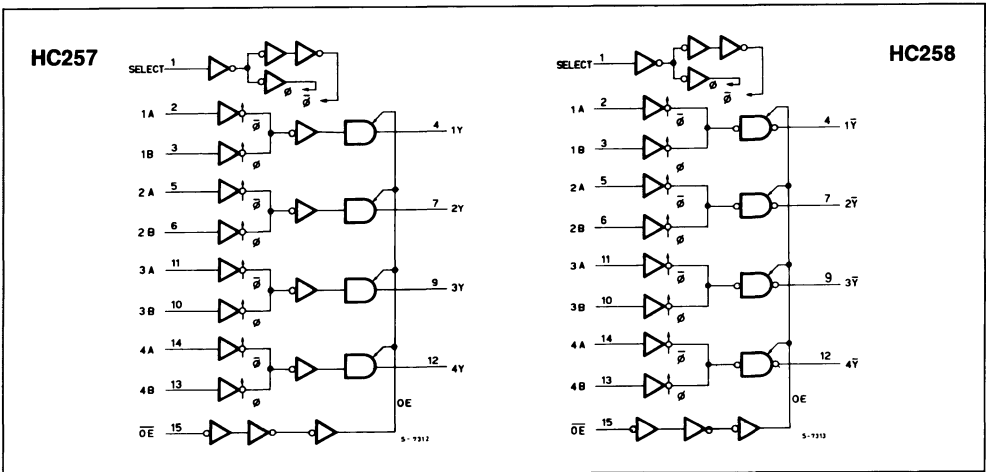 HC257
SELECT 1
ø
ø̅
1A 2
ø̅
4 1Y
1B 3
ø
2A 5
ø̅
7 2Y
2B 6
ø
3A 11
ø̅
9 3Y
3B 10
ø
4A 14
ø̅
12 4Y
4B 13
ø
OE
O̅E̅ 15
S-7312
HC258
SELECT 1
ø
ø̅
1A 2
ø̅
4 1Y̅
1B 3
ø
2A 5
ø̅
7 2Y̅
2B 6
ø
3A 11
ø̅
9 3Y̅
3B 10
ø
4A 14
ø̅
12 4Y̅
4B 13
ø
OE
O̅E̅ 15
S-7313